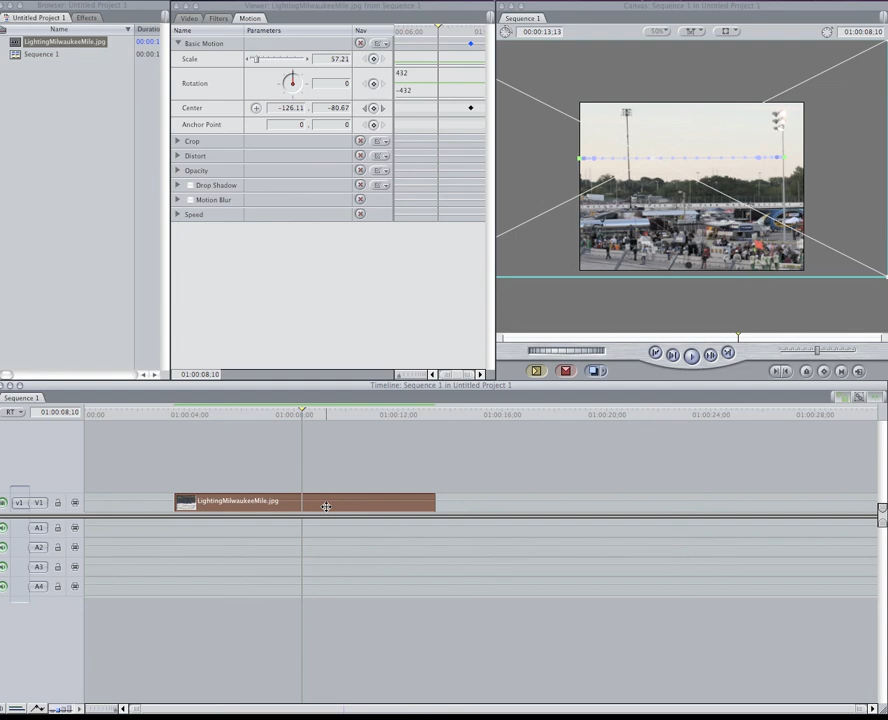 Browser: Untitled Project 1
Untitled Project 1 Effects
Name Duratio
LightingMilwaukeeMile.jpg 00:00:1
Sequence 1 00:00:1
Viewer: LightingMilwaukeeMile.jpg from Sequence 1
Video Filters Motion
Name Parameters Nav 00:06;00 01:
Basic Motion
Scale 57.21
Rotation 0 432 -432
Center -126.11 , -80.67
Anchor Point 0 , 0
Crop
Distort
Opacity
Drop Shadow
Motion Blur
Speed
01:00:08;10
Canvas: Sequence 1 in Untitled Project 1
Sequence 1
00:00:13;13 50% 01:00:08;10
Timeline: Sequence 1 in Untitled Project 1
Sequence 1
RT 01:00:08;10 00;00 01:00:04;00 01:00:08;00 01:00:12;00 01:00:16;00 01:00:20;00 01:00:24;00 01:00:28;00
LightingMilwaukeeMile.jpg
v1 V1
A1
A2
A3
A4